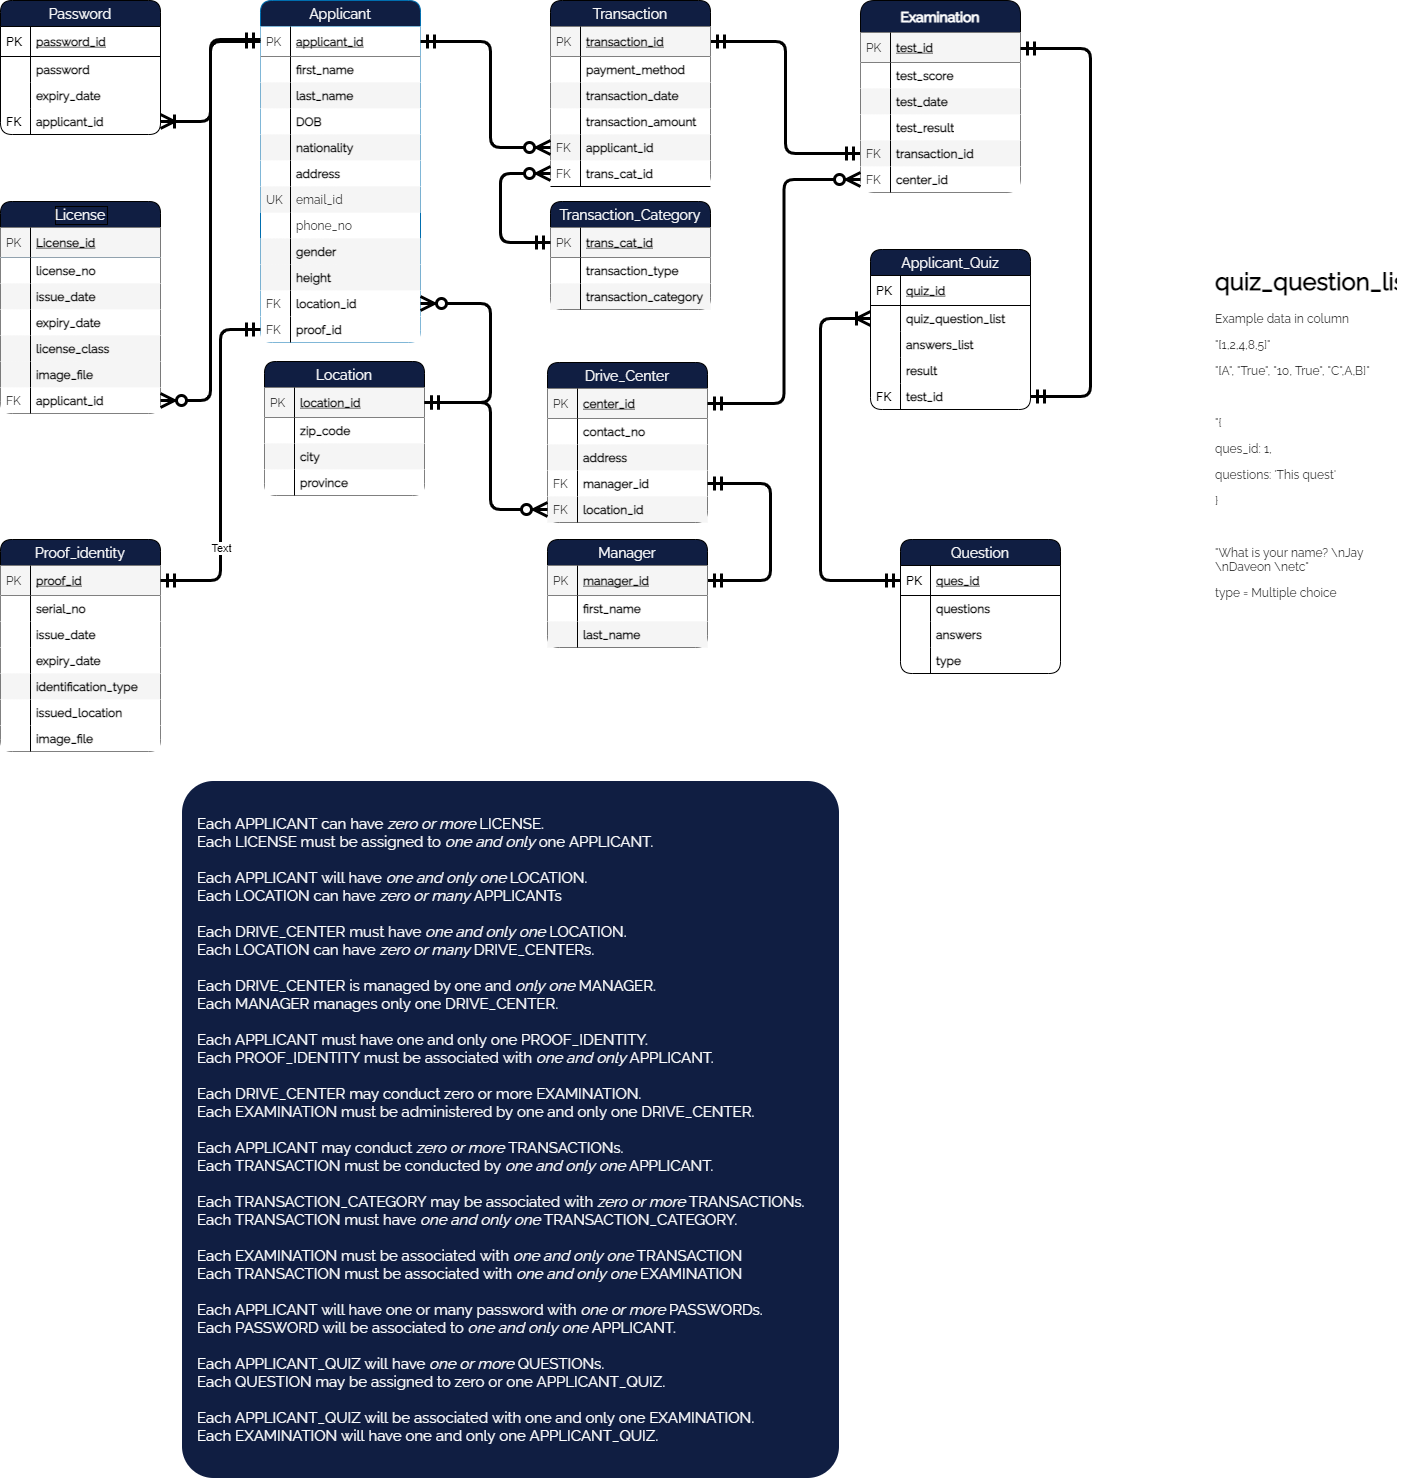 Password
PK password_id
password
expiry_date
FK applicant_id
License
PK License_id
license_no
issue_date
expiry_date
license_class
image_file
FK applicant_id
Proof_identity
PK proof_id
serial_no
issue_date
expiry_date
identification_type
issued_location
image_file
Text
Applicant
PK applicant_id
first_name
last_name
DOB
nationality
address
UK email_id
phone_no
gender
height
FK location_id
FK proof_id
Location
PK location_id
zip_code
city
province
Transaction
PK transaction_id
payment_method
transaction_date
transaction_amount
FK applicant_id
FK trans_cat_id
Transaction_Category
PK trans_cat_id
transaction_type
transaction_category
Drive_Center
PK center_id
contact_no
address
FK manager_id
FK location_id
Manager
PK manager_id
first_name
last_name
Examination
PK test_id
test_score
test_date
test_result
FK transaction_id
FK center_id
Applicant_Quiz
PK quiz_id
quiz_question_list
answers_list
result
FK test_id
Question
PK ques_id
questions
answers
type
quiz_question_lis
Example data in column
"[1,2,4,8,5]"
"[A", "True", "10, True", "C",A,B]"
"{
ques_id: 1,
questions: 'This quest'
}
"What is your name? \nJay
\nDaveon \netc"
type = Multiple choice
Each APPLICANT can have zero or more LICENSE.
Each LICENSE must be assigned to one and only one APPLICANT.
Each APPLICANT will have one and only one LOCATION.
Each LOCATION can have zero or many APPLICANTs
Each DRIVE_CENTER must have one and only one LOCATION.
Each LOCATION can have zero or many DRIVE_CENTERs.
Each DRIVE_CENTER is managed by one and only one MANAGER.
Each MANAGER manages only one DRIVE_CENTER.
Each APPLICANT must have one and only one PROOF_IDENTITY.
Each PROOF_IDENTITY must be associated with one and only APPLICANT.
Each DRIVE_CENTER may conduct zero or more EXAMINATION.
Each EXAMINATION must be administered by one and only one DRIVE_CENTER.
Each APPLICANT may conduct zero or more TRANSACTIONs.
Each TRANSACTION must be conducted by one and only one APPLICANT.
Each TRANSACTION_CATEGORY may be associated with zero or more TRANSACTIONs.
Each TRANSACTION must have one and only one TRANSACTION_CATEGORY.
Each EXAMINATION must be associated with one and only one TRANSACTION
Each TRANSACTION must be associated with one and only one EXAMINATION
Each APPLICANT will have one or many password with one or more PASSWORDs.
Each PASSWORD will be associated to one and only one APPLICANT.
Each APPLICANT_QUIZ will have one or more QUESTIONs.
Each QUESTION may be assigned to zero or one APPLICANT_QUIZ.
Each APPLICANT_QUIZ will be associated with one and only one EXAMINATION.
Each EXAMINATION will have one and only one APPLICANT_QUIZ.